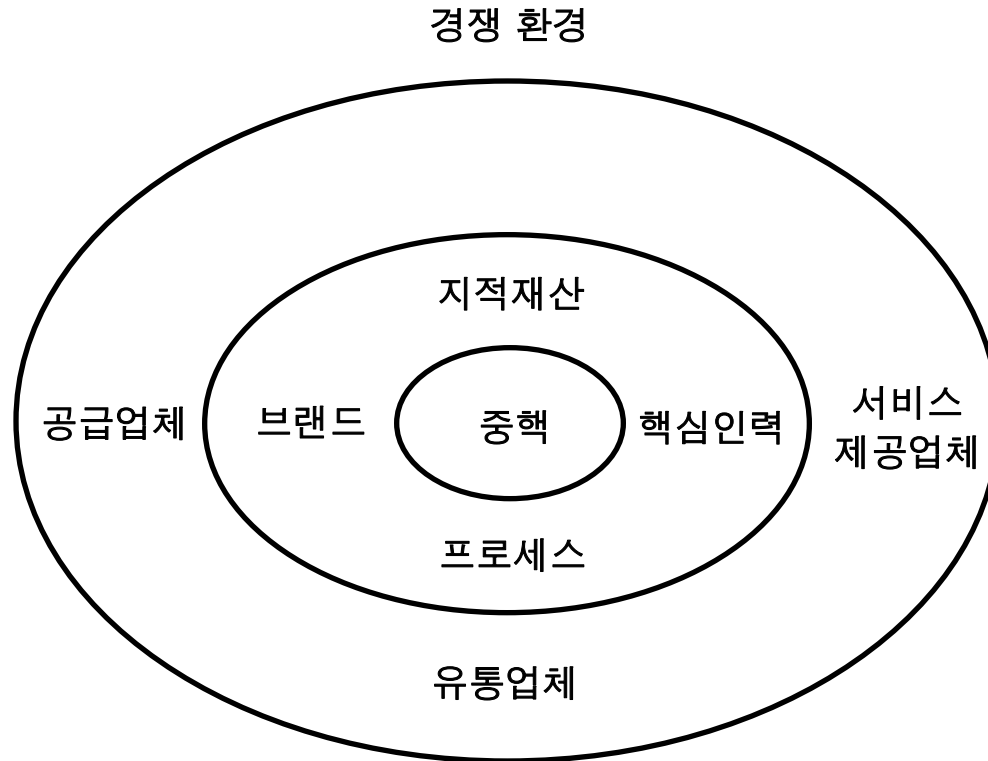 경쟁 환경
지적재산
공급업체
브랜드
중핵
핵심인력
서비스
제공업체
프로세스
유통업체